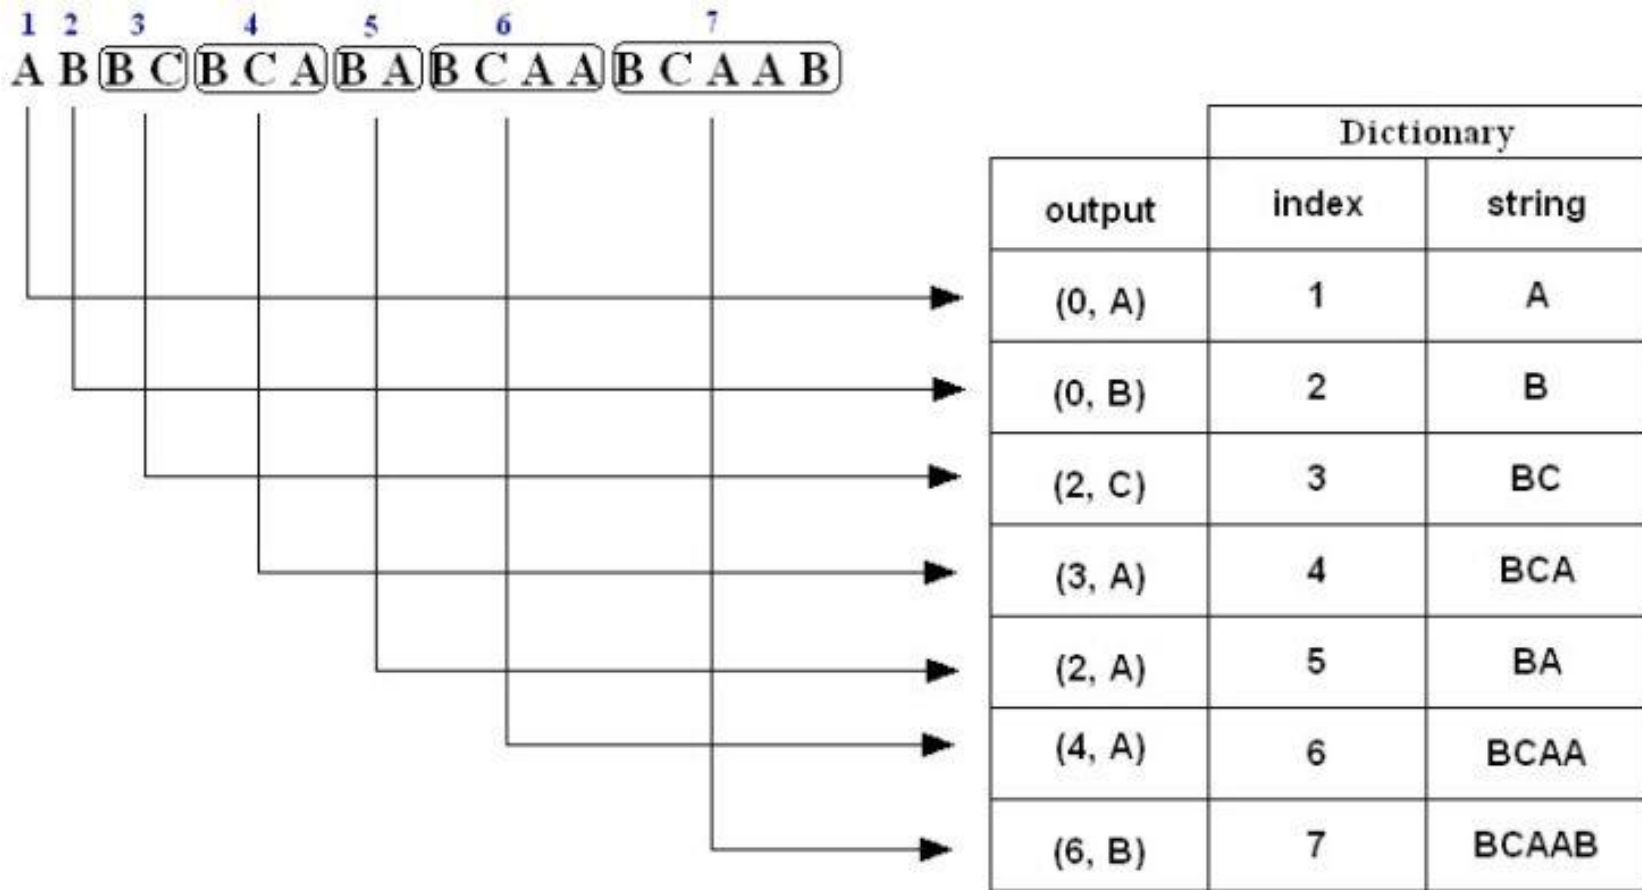 1 2 3 4 5 6 7
A B B C B C A B A B C A A B C A A B
Dictionary
output index string
(0, A) 1 A
(0, B) 2 B
(2, C) 3 BC
(3, A) 4 BCA
(2, A) 5 BA
(4, A) 6 BCAA
(6, B) 7 BCAAB